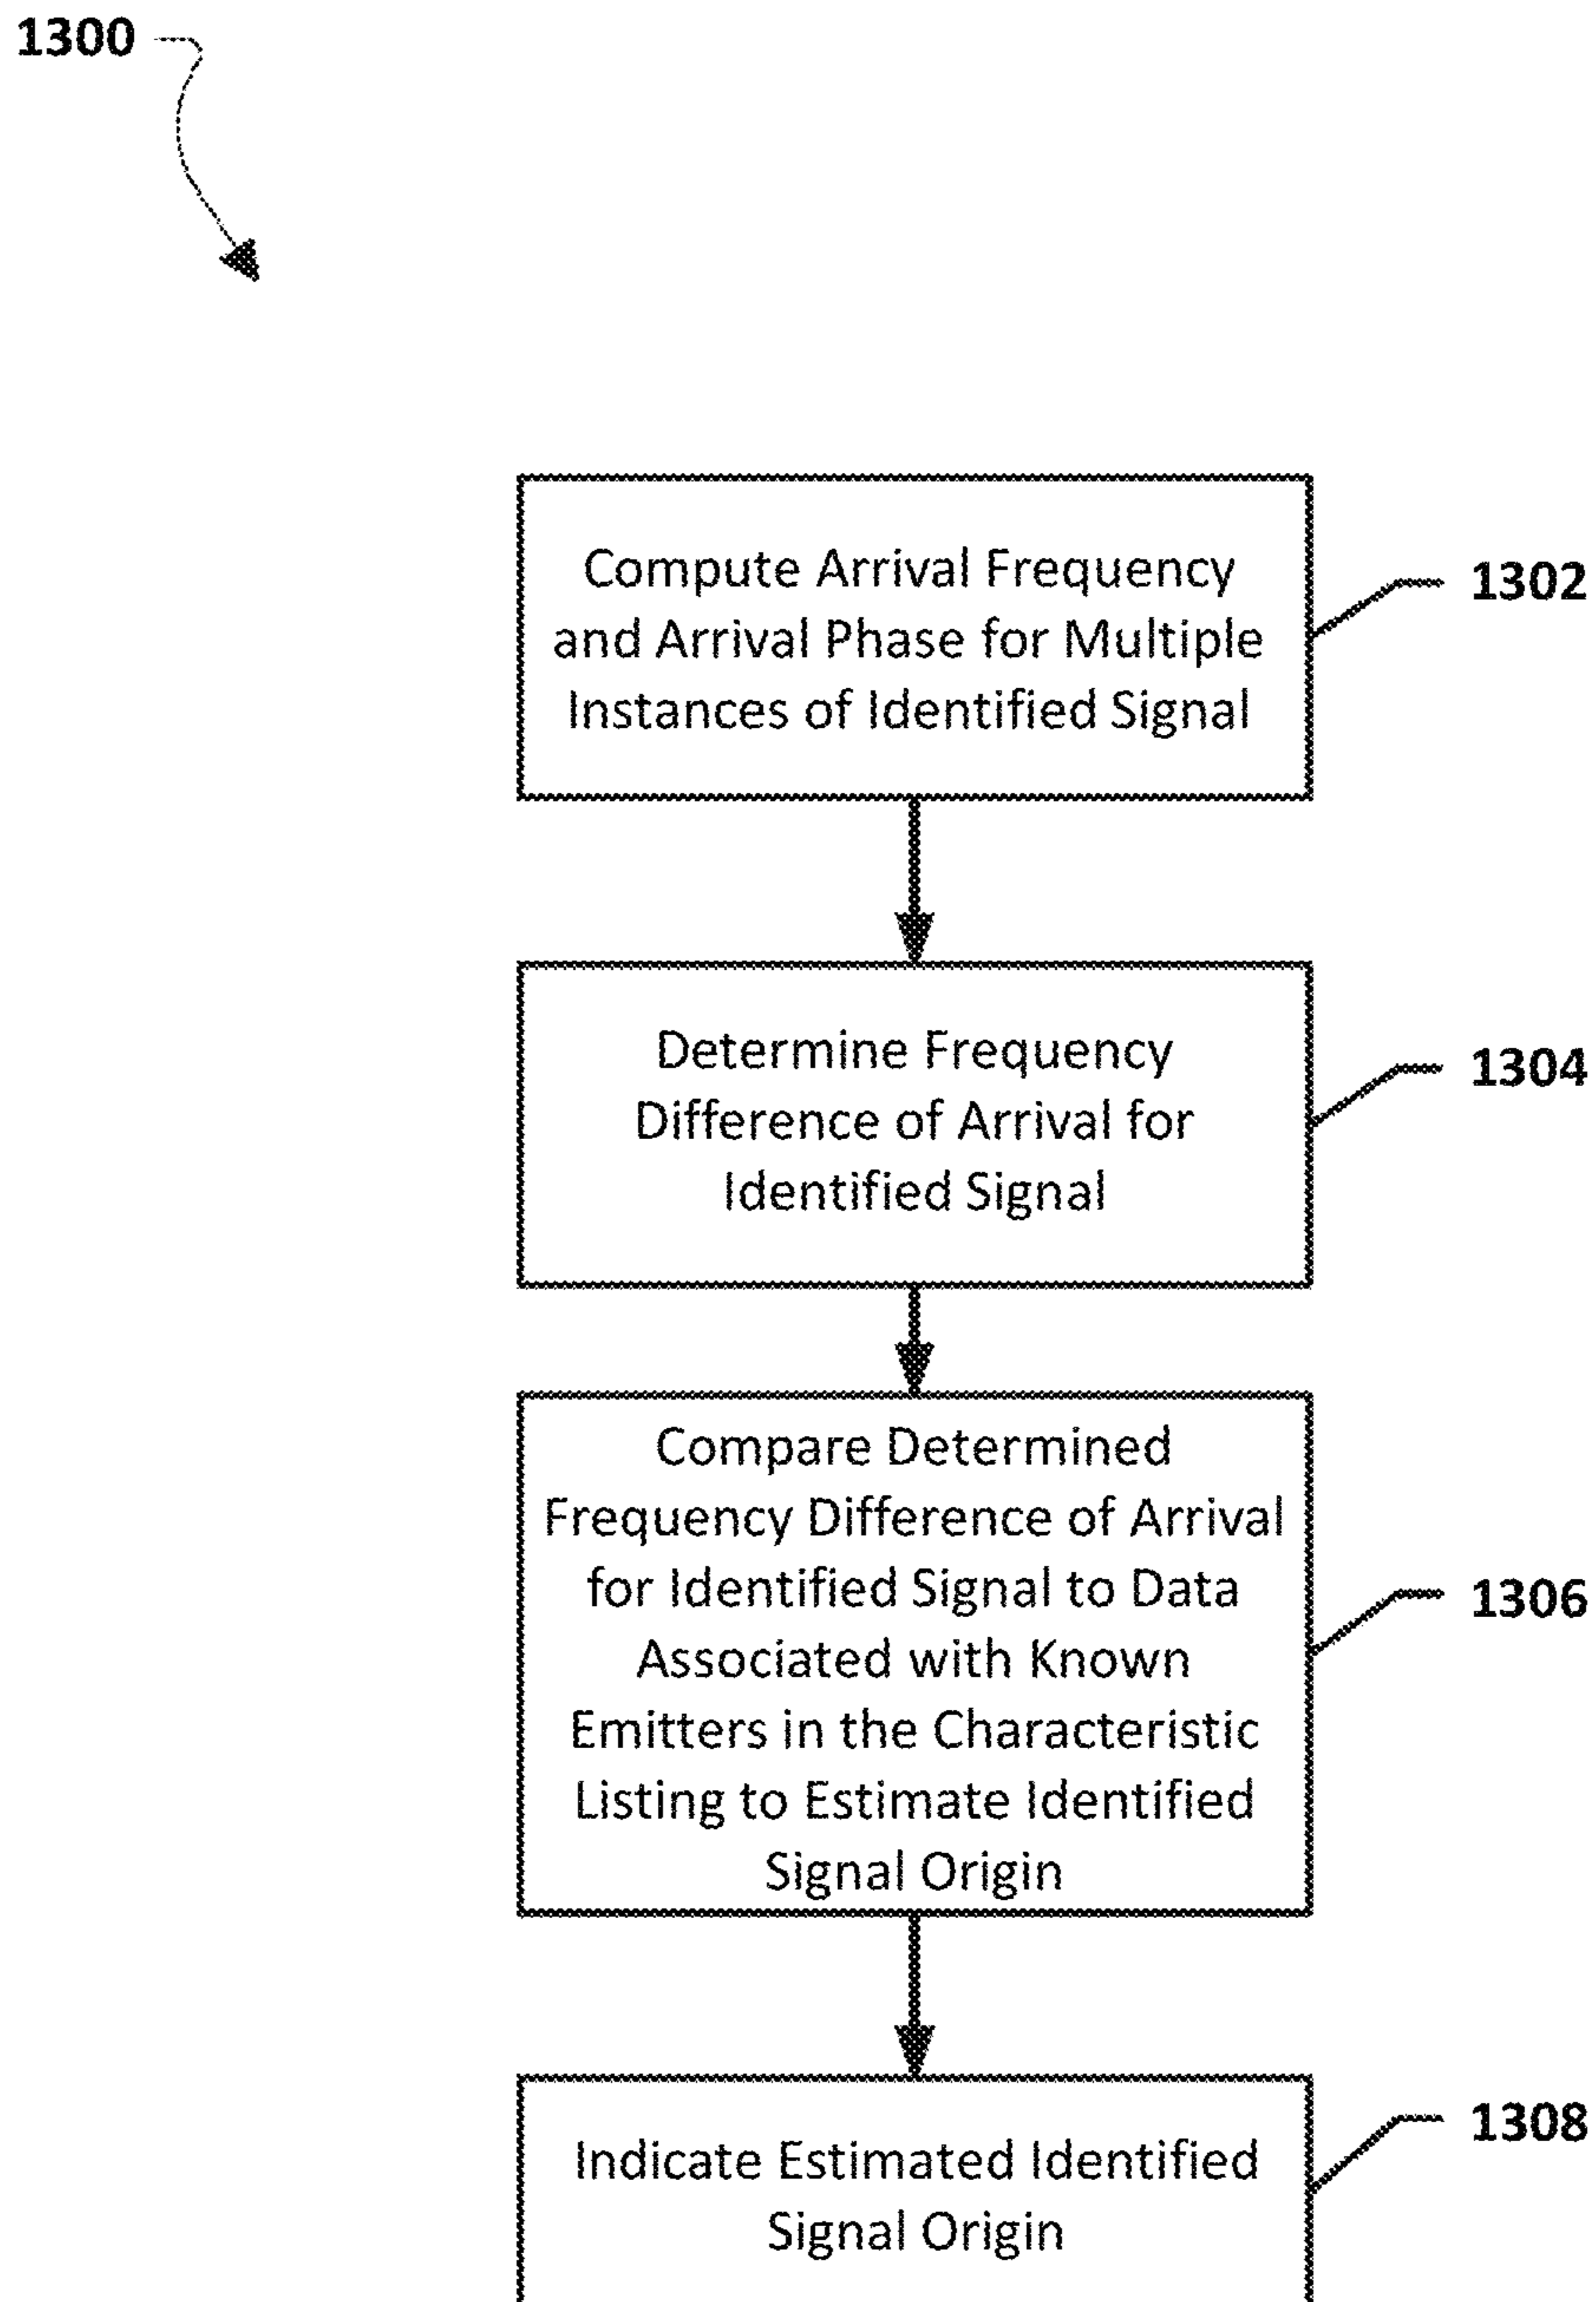 1300
Compute Arrival Frequency
and Arrival Phase for Multiple
Instances of Identified Signal
1302
Determine Frequency
Difference of Arrival for
Identified Signal
1304
Compare Determined
Frequency Difference of Arrival
for Identified Signal to Data
Associated with Known
Emitters in the Characteristic
Listing to Estimate Identified
Signal Origin
1306
Indicate Estimated Identified
Signal Origin
1308